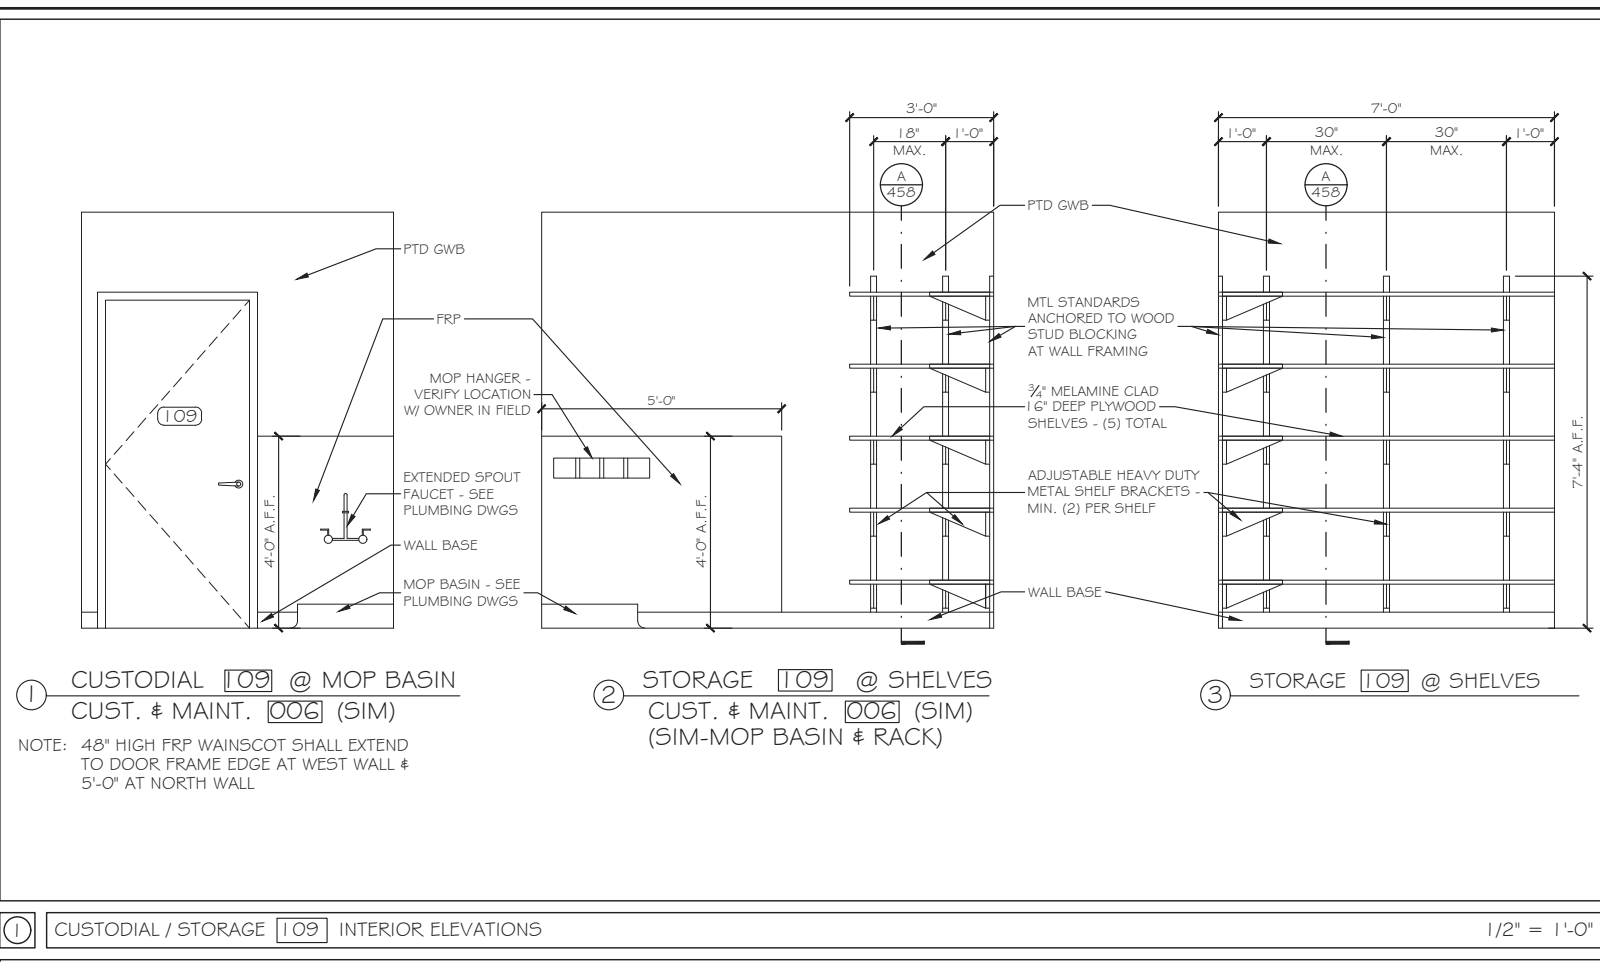 3'-0"
18"
MAX.
1'-0"
A
458
7'-0"
1'-0"
30"
MAX.
30"
MAX.
1'-0"
A
458
PTD GWB
PTD GWB
FRP
MOP HANGER -
VERIFY LOCATION
W/ OWNER IN FIELD
5'-0"
109
EXTENDED SPOUT
FAUCET - SEE
PLUMBING DWGS
4'-0" A.F.F.
4'-0" A.F.F.
WALL BASE
MOP BASIN - SEE
PLUMBING DWGS
MTL STANDARDS
ANCHORED TO WOOD
STUD BLOCKING
AT WALL FRAMING
3/4" MELAMINE CLAD
16" DEEP PLYWOOD
SHELVES - (5) TOTAL
ADJUSTABLE HEAVY DUTY
METAL SHELF BRACKETS -
MIN. (2) PER SHELF
WALL BASE
7'-4" A.F.F.
1 CUSTODIAL 109 @ MOP BASIN
CUST. & MAINT. 006 (SIM)
NOTE: 48" HIGH FRP WAINSCOT SHALL EXTEND
TO DOOR FRAME EDGE AT WEST WALL &
5'-0" AT NORTH WALL
2 STORAGE 109 @ SHELVES
CUST. & MAINT. 006 (SIM)
(SIM-MOP BASIN & RACK)
3 STORAGE 109 @ SHELVES
1 CUSTODIAL / STORAGE 109 INTERIOR ELEVATIONS 1/2" = 1'-0"